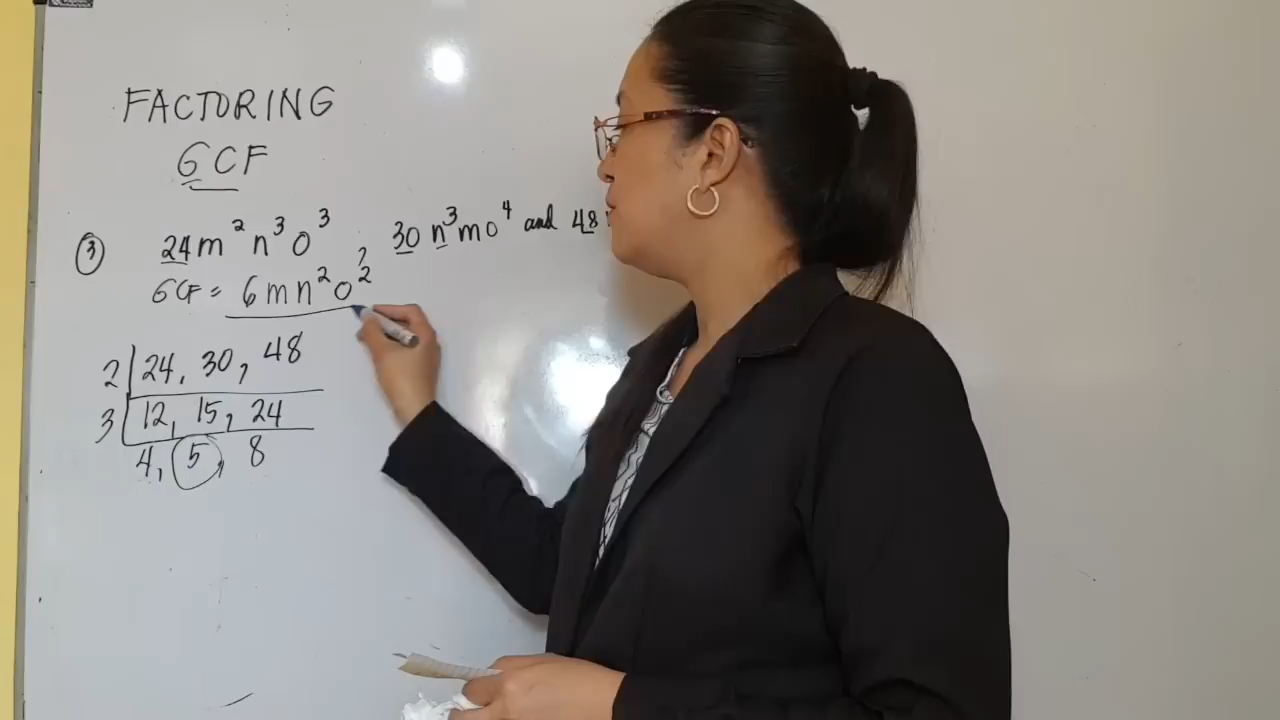 FACTORING
GCF
③ 24m²n³o³, 30n³mo⁴ and 48
GCF = 6mn²o²
2 | 24, 30, 48
3 | 12, 15, 24
4, 5, 8